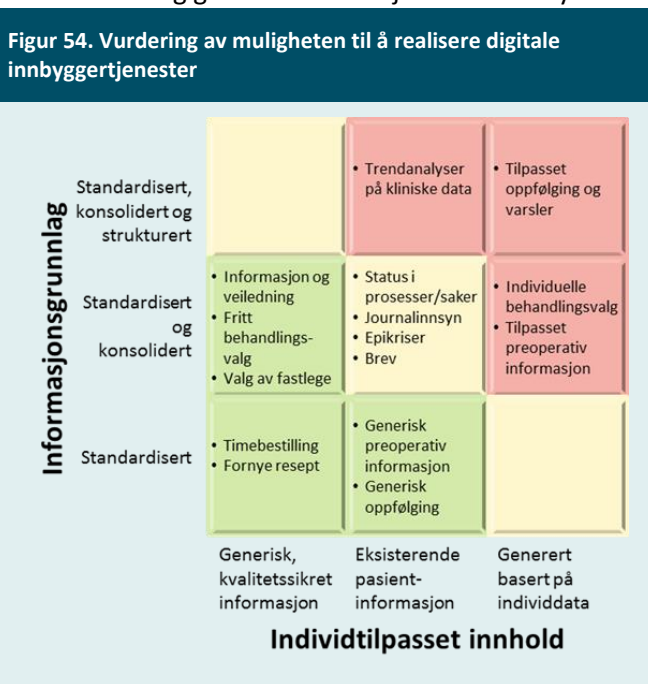 Figur 54. Vurdering av muligheten til å realisere digitale
innbyggertjenester
Informasjonsgrunnlag
Standardisert,
konsolidert og
strukturert
• Trendanalyser
på kliniske data
• Tilpasset
oppfølging og
varsler
Standardisert
og
konsolidert
• Informasjon og
veiledning
• Fritt
behandlings-
valg
• Valg av fastlege
• Status i
prosesser/saker
• Journalinnsyn
• Epikriser
• Brev
• Individuelle
behandlingsvalg
• Tilpasset
preoperativ
informasjon
Standardisert
• Timebestilling
• Fornye resept
• Generisk
preoperativ
informasjon
• Generisk
oppfølging
Generisk,
kvalitetssikret
informasjon
Eksisterende
pasient-
informasjon
Generert
basert på
individdata
Individtilpasset innhold